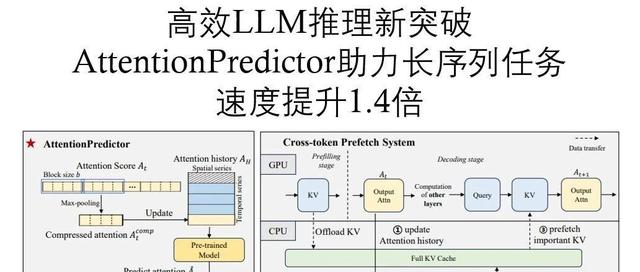 高效LLM推理新突破
AttentionPredictor助力长序列任务
速度提升1.4倍
★ AttentionPredictor
Attention Score A_t
Block size b
...
Max-pooling
Compressed attention A_t^comp
Update
Attention history A_H
Spatial series
Temporal series
Pre-trained
Model
Cross-token Prefetch System
Data transfer
GPU
Prefilling
stage
Decoding stage
KV
A_t
Output
Attn
Computation
of other
layers
Query
KV
A_{t+1}
Output
Attn
CPU
Offload KV
① update
Attention history
③ prefetch
important KV
Full KV Cache